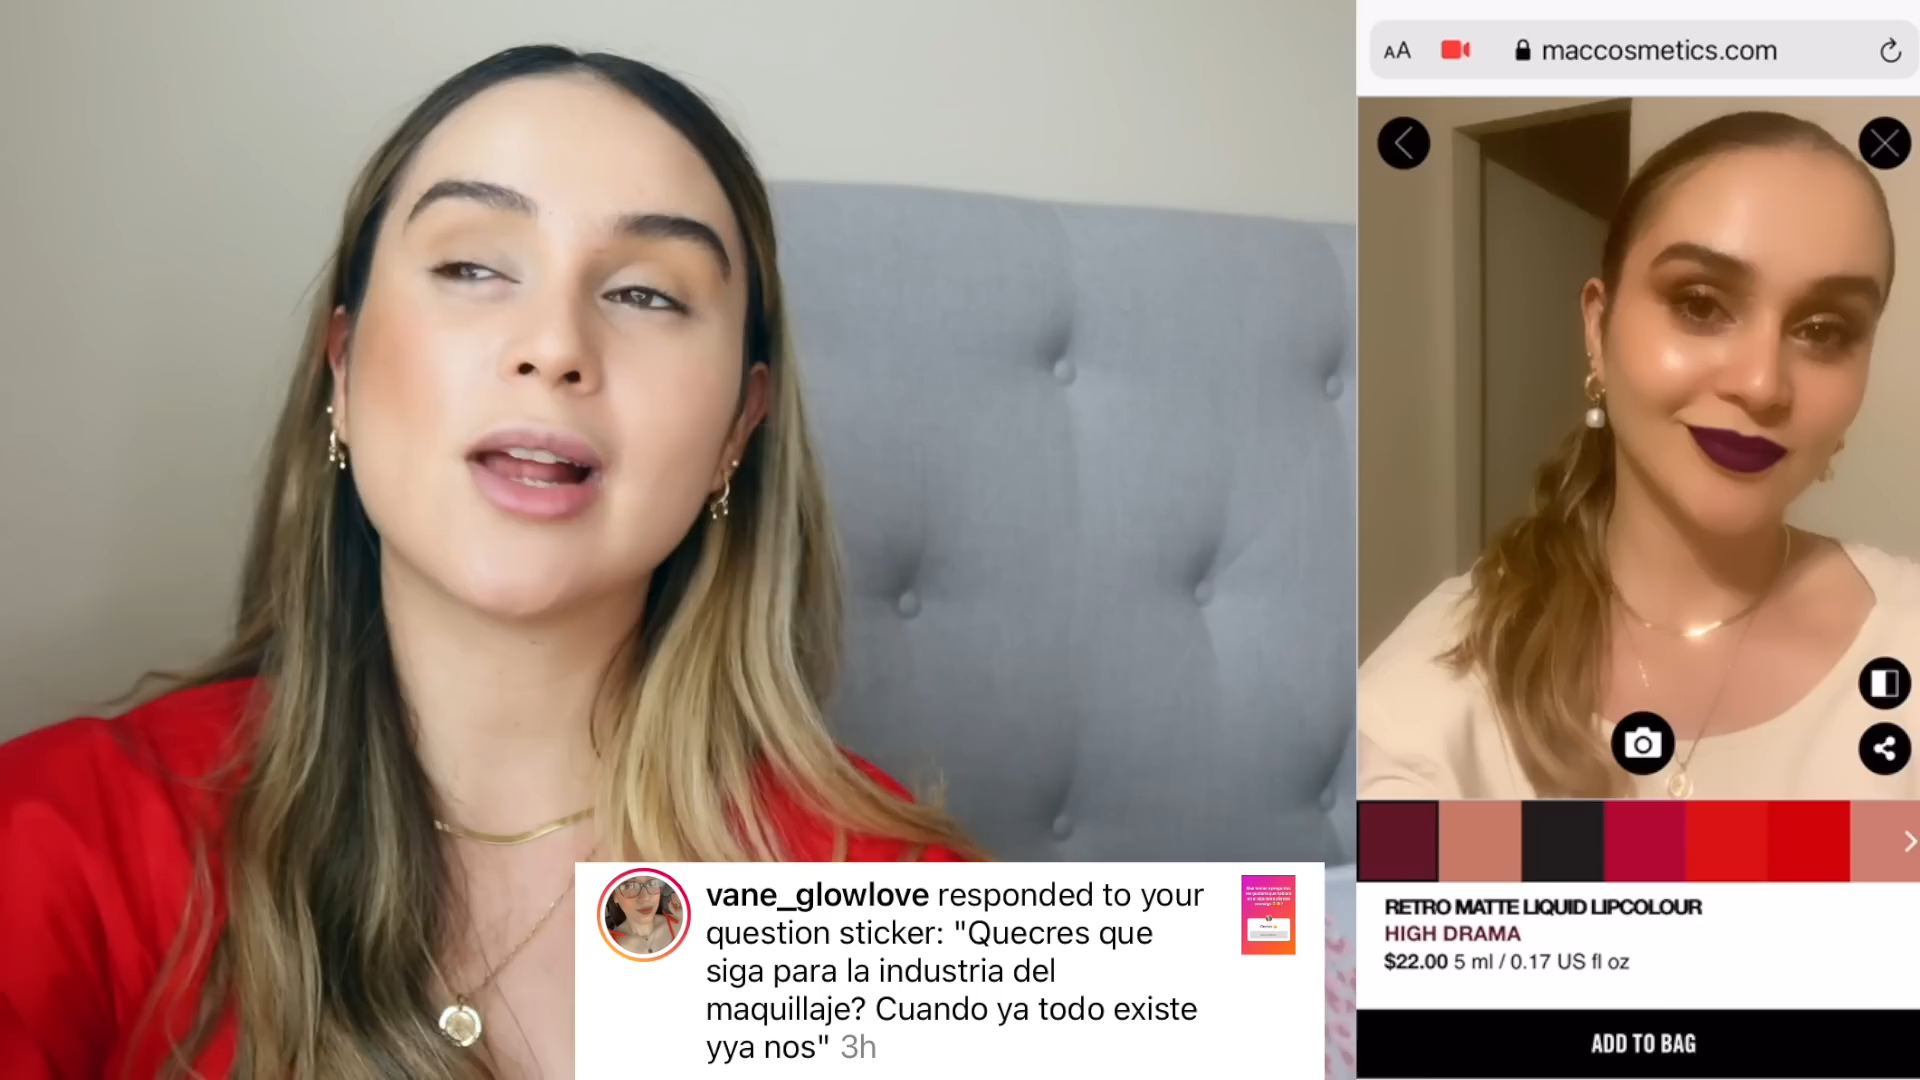 AA maccosmetics.com
RETRO MATTE LIQUID LIPCOLOUR
HIGH DRAMA
$22.00 5 ml / 0.17 US fl oz
ADD TO BAG
vane_glowlove responded to your
question sticker: "Quecres que
siga para la industria del
maquillaje? Cuando ya todo existe
yya nos" 3h